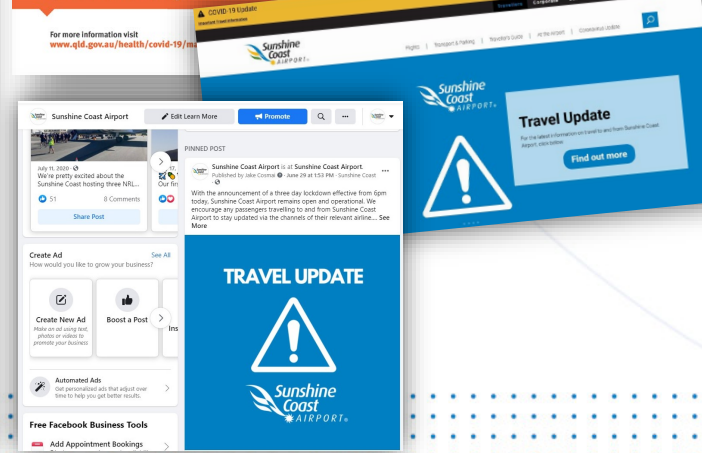 For more information visit
www.qld.gov.au/health/covid-19/ma
COVID-19 Update
Important Travel Information
Travellers
Corporate
Sunshine
Coast
AIRPORT®
Flights | Transport & Parking | Traveller's Guide | At the Airport | Coronavirus Update
Sunshine
Coast
AIRPORT®
Travel Update
For the latest information on travel to and from Sunshine Coast
Airport, click below
Find out more
Sunshine Coast Airport
Edit Learn More
Promote
July 11, 2020 ·
We're pretty excited about the
Sunshine Coast hosting three NRL...
51
8 Comments
Share Post
Our firs
Create Ad
See All
How would you like to grow your business?
Create New Ad
Make an ad using text,
photos or videos to
promote your business
Boost a Post
Ins
Automated Ads
Get personalized ads that adjust over
time to help you get better results.
Free Facebook Business Tools
Add Appointment Bookings
PINNED POST
Sunshine Coast Airport is at Sunshine Coast Airport.
Published by Jake Cosmai · June 29 at 1:53 PM · Sunshine Coast
With the announcement of a three day lockdown effective from 6pm
today, Sunshine Coast Airport remains open and operational. We
encourage any passengers travelling to and from Sunshine Coast
Airport to stay updated via the channels of their relevant airline.... See
More
TRAVEL UPDATE
Sunshine
Coast
AIRPORT®